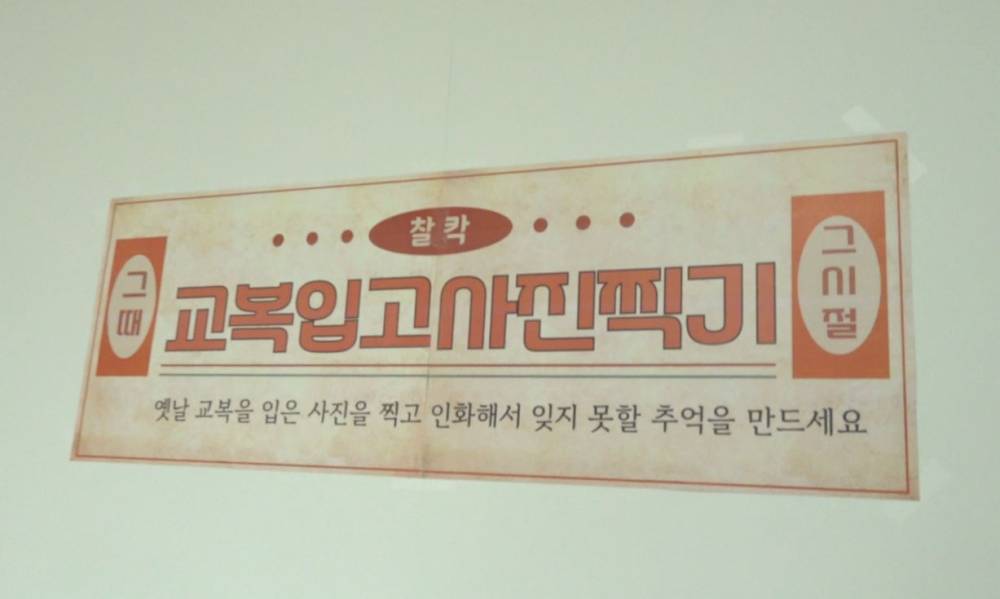 찰칵
그때
교복입고사진찍기
그시절
옛날 교복을 입은 사진을 찍고 인화해서 잊지 못할 추억을 만드세요